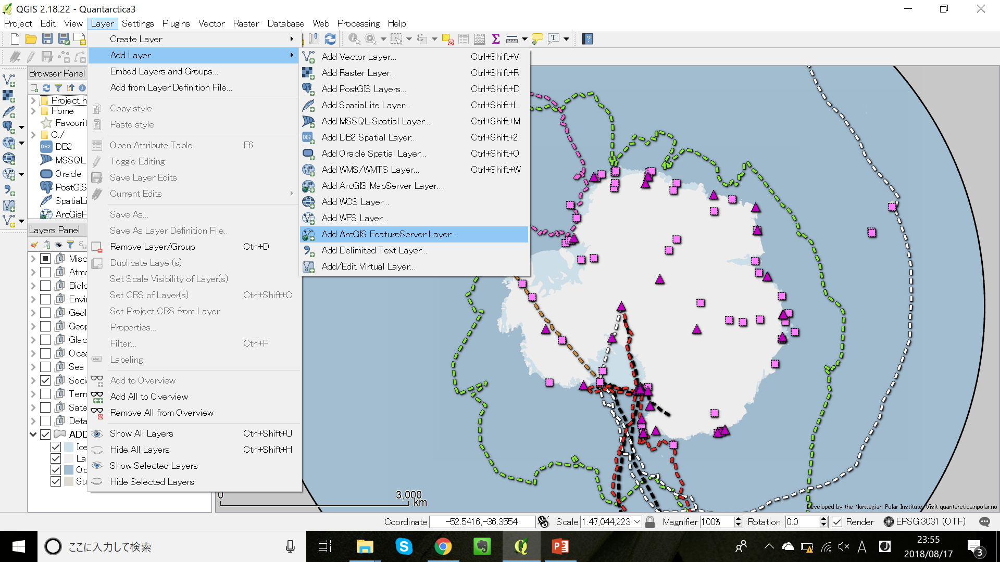 QGIS 2.18.22 - Quantarctica3
Project Edit View Layer Settings Plugins Vector Raster Database Web Processing Help
Create Layer
Add Layer
Embed Layers and Groups...
Add from Layer Definition File...
Copy style
Paste style
Open Attribute Table F6
Toggle Editing
Save Layer Edits
Current Edits
Save As...
Save As Layer Definition File...
Remove Layer/Group Ctrl+D
Duplicate Layer(s)
Set Scale Visibility of Layer(s)
Set CRS of Layer(s) Ctrl+Shift+C
Set Project CRS from Layer
Properties...
Filter... Ctrl+F
Labeling
Add to Overview
Add All to Overview
Remove All from Overview
Show All Layers Ctrl+Shift+U
Hide All Layers Ctrl+Shift+H
Show Selected Layers
Hide Selected Layers
Add Vector Layer... Ctrl+Shift+V
Add Raster Layer... Ctrl+Shift+R
Add PostGIS Layers... Ctrl+Shift+D
Add SpatiaLite Layer... Ctrl+Shift+L
Add MSSQL Spatial Layer... Ctrl+Shift+M
Add DB2 Spatial Layer... Ctrl+Shift+2
Add Oracle Spatial Layer... Ctrl+Shift+O
Add WMS/WMTS Layer... Ctrl+Shift+W
Add ArcGIS MapServer Layer...
Add WCS Layer...
Add WFS Layer...
Add ArcGIS FeatureServer Layer...
Add Delimited Text Layer...
Add/Edit Virtual Layer...
Browser Panel
Project h
Home
Favourit
C:/
DB2 DB2
MSSQL
Oracle
PostGIS
SpatiaLi
ArcGisF
Layers Panel
Misc
Atmo
Biolo
Envir
Geol
Geop
Glac
Ocea
Sea
Socia
Terra
Sate
Deta
ADD
Ice
La
Oc
Su
0 3,000 km
Developed by the Norwegian Polar Institute. Visit quantarctica.npolar.no
Coordinate -52.5416,-36.3554 Scale 1:47,044,223 Magnifier 100% Rotation 0.0 Render EPSG:3031 (OTF)
ここに入力して検索
A J
23:55
2018/08/17
3